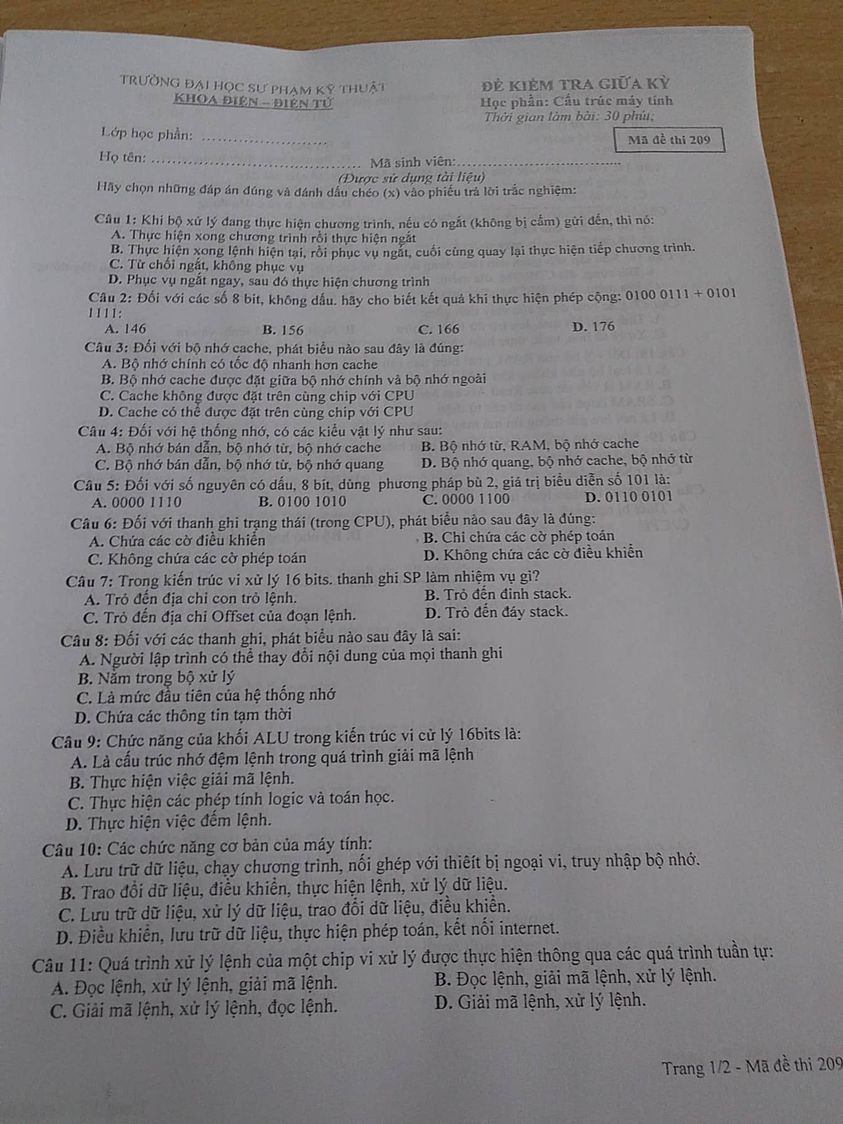 TRƯỜNG ĐẠI HỌC SƯ PHẠM KỸ THUẬT
KHOA ĐIỆN – ĐIỆN TỬ
ĐỀ KIỂM TRA GIỮA KỲ
Học phần: Cấu trúc máy tính
Thời gian làm bài: 30 phút;
Lớp học phần: ..............................
Mã đề thi 209
Họ tên: .................................................. Mã sinh viên:.......................................
(Được sử dụng tài liệu)
Hãy chọn những đáp án đúng và đánh dấu chéo (x) vào phiếu trả lời trắc nghiệm:
Câu 1: Khi bộ xử lý đang thực hiện chương trình, nếu có ngắt (không bị cấm) gửi đến, thì nó:
A. Thực hiện xong chương trình rồi thực hiện ngắt
B. Thực hiện xong lệnh hiện tại, rồi phục vụ ngắt, cuối cùng quay lại thực hiện tiếp chương trình.
C. Từ chối ngắt, không phục vụ
D. Phục vụ ngắt ngay, sau đó thực hiện chương trình
Câu 2: Đối với các số 8 bit, không dấu. hãy cho biết kết quả khi thực hiện phép cộng: 0100 0111 + 0101
1111:
A. 146 B. 156 C. 166 D. 176
Câu 3: Đối với bộ nhớ cache, phát biểu nào sau đây là đúng:
A. Bộ nhớ chính có tốc độ nhanh hơn cache
B. Bộ nhớ cache được đặt giữa bộ nhớ chính và bộ nhớ ngoài
C. Cache không được đặt trên cùng chip với CPU
D. Cache có thể được đặt trên cùng chip với CPU
Câu 4: Đối với hệ thống nhớ, có các kiểu vật lý như sau:
A. Bộ nhớ bán dẫn, bộ nhớ từ, bộ nhớ cache B. Bộ nhớ từ, RAM, bộ nhớ cache
C. Bộ nhớ bán dẫn, bộ nhớ từ, bộ nhớ quang D. Bộ nhớ quang, bộ nhớ cache, bộ nhớ từ
Câu 5: Đối với số nguyên có dấu, 8 bit, dùng phương pháp bù 2, giá trị biểu diễn số 101 là:
A. 0000 1110 B. 0100 1010 C. 0000 1100 D. 0110 0101
Câu 6: Đối với thanh ghi trạng thái (trong CPU), phát biểu nào sau đây là đúng:
A. Chứa các cờ điều khiển B. Chỉ chứa các cờ phép toán
C. Không chứa các cờ phép toán D. Không chứa các cờ điều khiển
Câu 7: Trong kiến trúc vi xử lý 16 bits. thanh ghi SP làm nhiệm vụ gì?
A. Trỏ đến địa chỉ con trỏ lệnh. B. Trỏ đến đỉnh stack.
C. Trỏ đến địa chỉ Offset của đoạn lệnh. D. Trỏ đến đáy stack.
Câu 8: Đối với các thanh ghi, phát biểu nào sau đây là sai:
A. Người lập trình có thể thay đổi nội dung của mọi thanh ghi
B. Nằm trong bộ xử lý
C. Là mức đầu tiên của hệ thống nhớ
D. Chứa các thông tin tạm thời
Câu 9: Chức năng của khối ALU trong kiến trúc vi cử lý 16bits là:
A. Là cấu trúc nhớ đệm lệnh trong quá trình giải mã lệnh
B. Thực hiện việc giải mã lệnh.
C. Thực hiện các phép tính logic và toán học.
D. Thực hiện việc đếm lệnh.
Câu 10: Các chức năng cơ bản của máy tính:
A. Lưu trữ dữ liệu, chạy chương trình, nối ghép với thiêít bị ngoại vi, truy nhập bộ nhớ.
B. Trao đổi dữ liệu, điều khiển, thực hiện lệnh, xử lý dữ liệu.
C. Lưu trữ dữ liệu, xử lý dữ liệu, trao đổi dữ liệu, điều khiển.
D. Điều khiển, lưu trữ dữ liệu, thực hiện phép toán, kết nối internet.
Câu 11: Quá trình xử lý lệnh của một chip vi xử lý được thực hiện thông qua các quá trình tuần tự:
A. Đọc lệnh, xử lý lệnh, giải mã lệnh. B. Đọc lệnh, giải mã lệnh, xử lý lệnh.
C. Giải mã lệnh, xử lý lệnh, đọc lệnh. D. Giải mã lệnh, xử lý lệnh.
Trang 1/2 - Mã đề thi 209